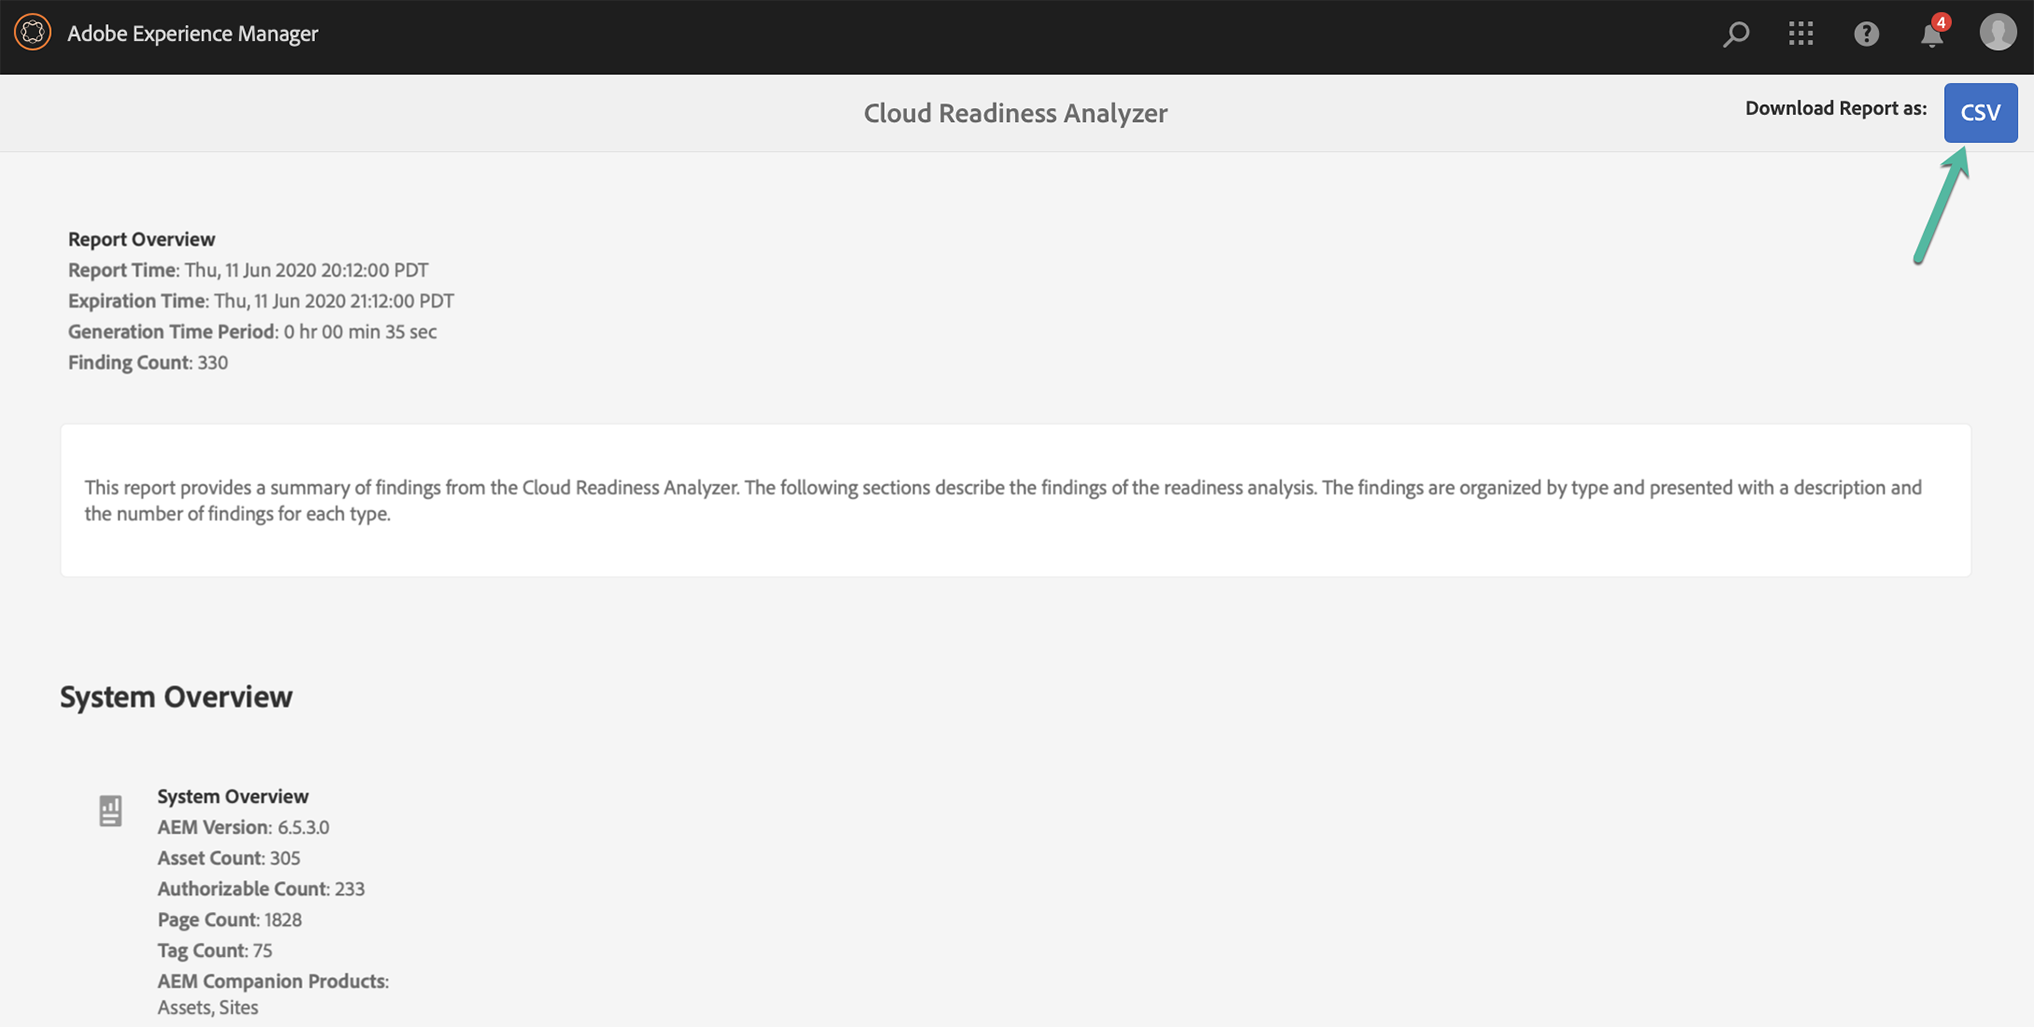 Adobe Experience Manager
4
Cloud Readiness Analyzer
Download Report as:
CSV
Report Overview
Report Time: Thu, 11 Jun 2020 20:12:00 PDT
Expiration Time: Thu, 11 Jun 2020 21:12:00 PDT
Generation Time Period: 0 hr 00 min 35 sec
Finding Count: 330
This report provides a summary of findings from the Cloud Readiness Analyzer. The following sections describe the findings of the readiness analysis. The findings are organized by type and presented with a description and
the number of findings for each type.
System Overview
System Overview
AEM Version: 6.5.3.0
Asset Count: 305
Authorizable Count: 233
Page Count: 1828
Tag Count: 75
AEM Companion Products:
Assets, Sites